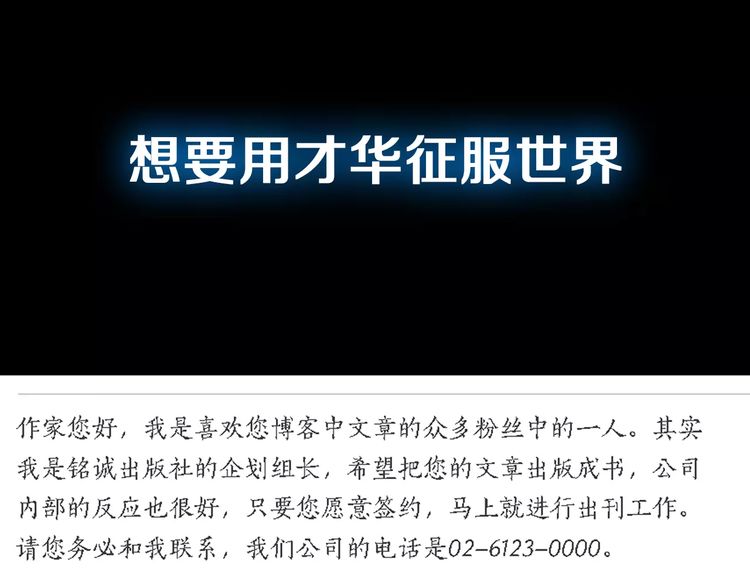 想要用才华征服世界
作家您好，我是喜欢您博客中文章的众多粉丝中的一人。其实
我是铭诚出版社的企划组长，希望把您的文章出版成书，公司
内部的反应也很好，只要您愿意签约，马上就进行出刊工作。
请您务必和我联系，我们公司的电话是02-6123-0000。